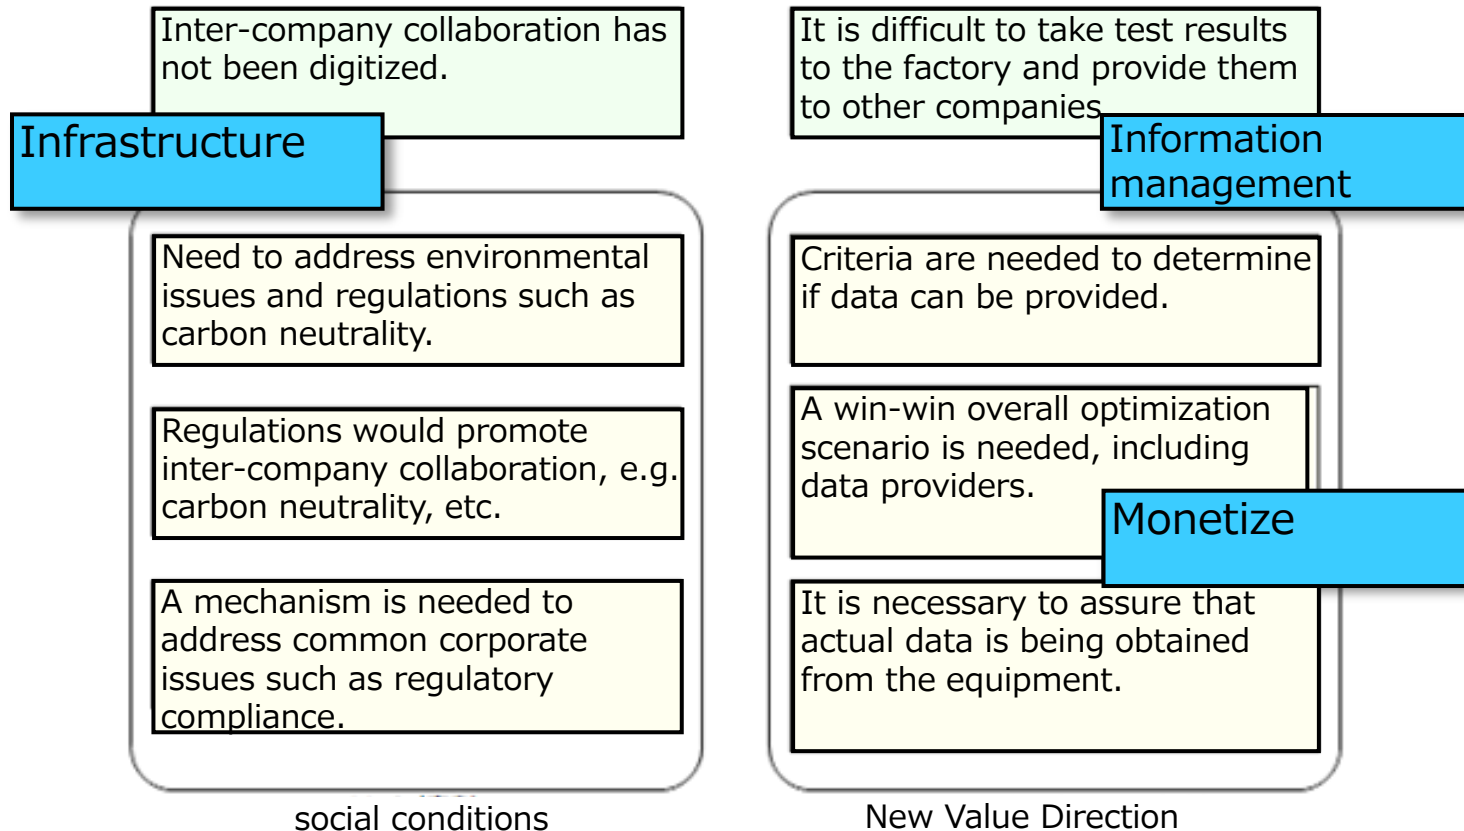 Inter-company collaboration has
not been digitized.
Infrastructure
Need to address environmental
issues and regulations such as
carbon neutrality.
Regulations would promote
inter-company collaboration, e.g.
carbon neutrality, etc.
A mechanism is needed to
address common corporate
issues such as regulatory
compliance.
social conditions
It is difficult to take test results
to the factory and provide them
to other companies
Information
management
Criteria are needed to determine
if data can be provided.
A win-win overall optimization
scenario is needed, including
data providers.
Monetize
It is necessary to assure that
actual data is being obtained
from the equipment.
New Value Direction